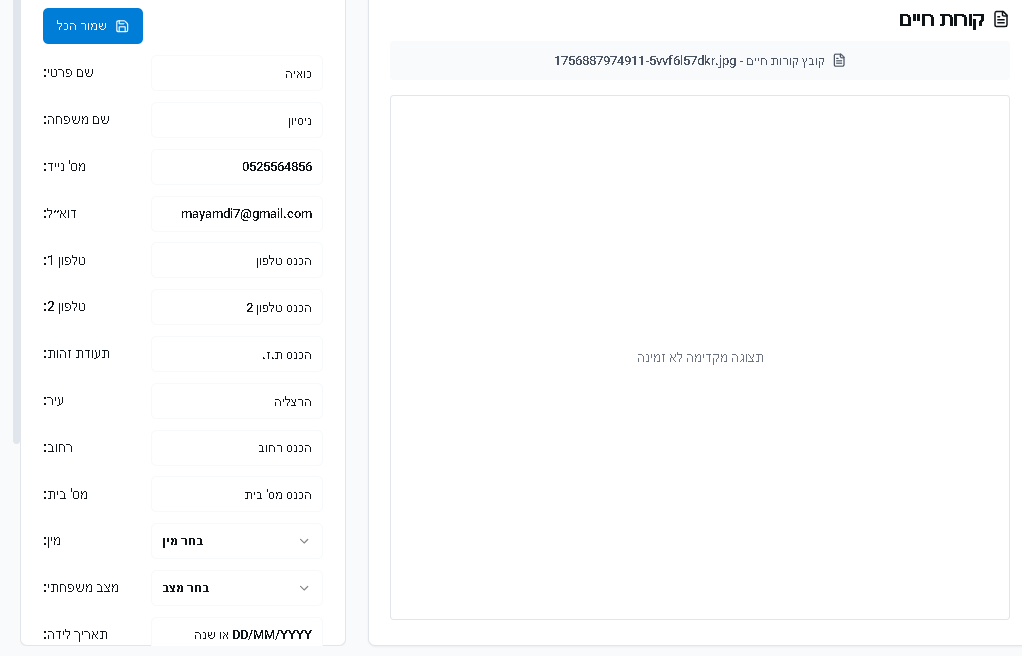 קורות חיים
קובץ קורות חיים - 1756887974911-5vvf6l57dkr.jpg
תצוגה מקדימה לא זמינה
שמור הכל
שם פרטי:
מאיה
שם משפחה:
ניסיון
מס' נייד:
0525564856
דוא״ל:
mayamdi7@gmail.com
טלפון 1:
הכנס טלפון
טלפון 2:
הכנס טלפון 2
תעודת זהות:
הכנס ת.ז.
עיר:
הרצליה
רחוב:
הכנס רחוב
מס' בית:
הכנס מס' בית
מין:
בחר מין
מצב משפחתי:
בחר מצב
תאריך לידה:
DD/MM/YYYY או שנה